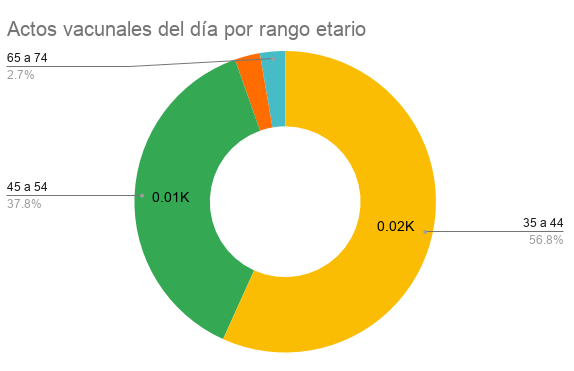 Actos vacunales del día por rango etario
65 a 74
2.7%
45 a 54
37.8%
0.01K
0.02K
35 a 44
56.8%